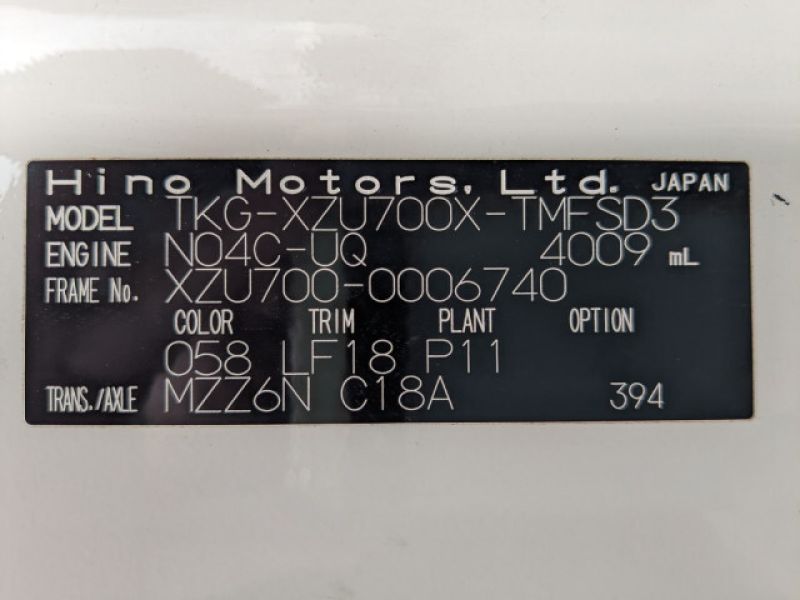 Hino Motors, Ltd. JAPAN
MODEL TKG-XZU700X-TMFSD3
ENGINE N04C-UQ 4009 mL
FRAME No. XZU700-0006740
COLOR TRIM PLANT OPTION
058 LF18 P11
TRANS./AXLE MZZ6N C18A 394